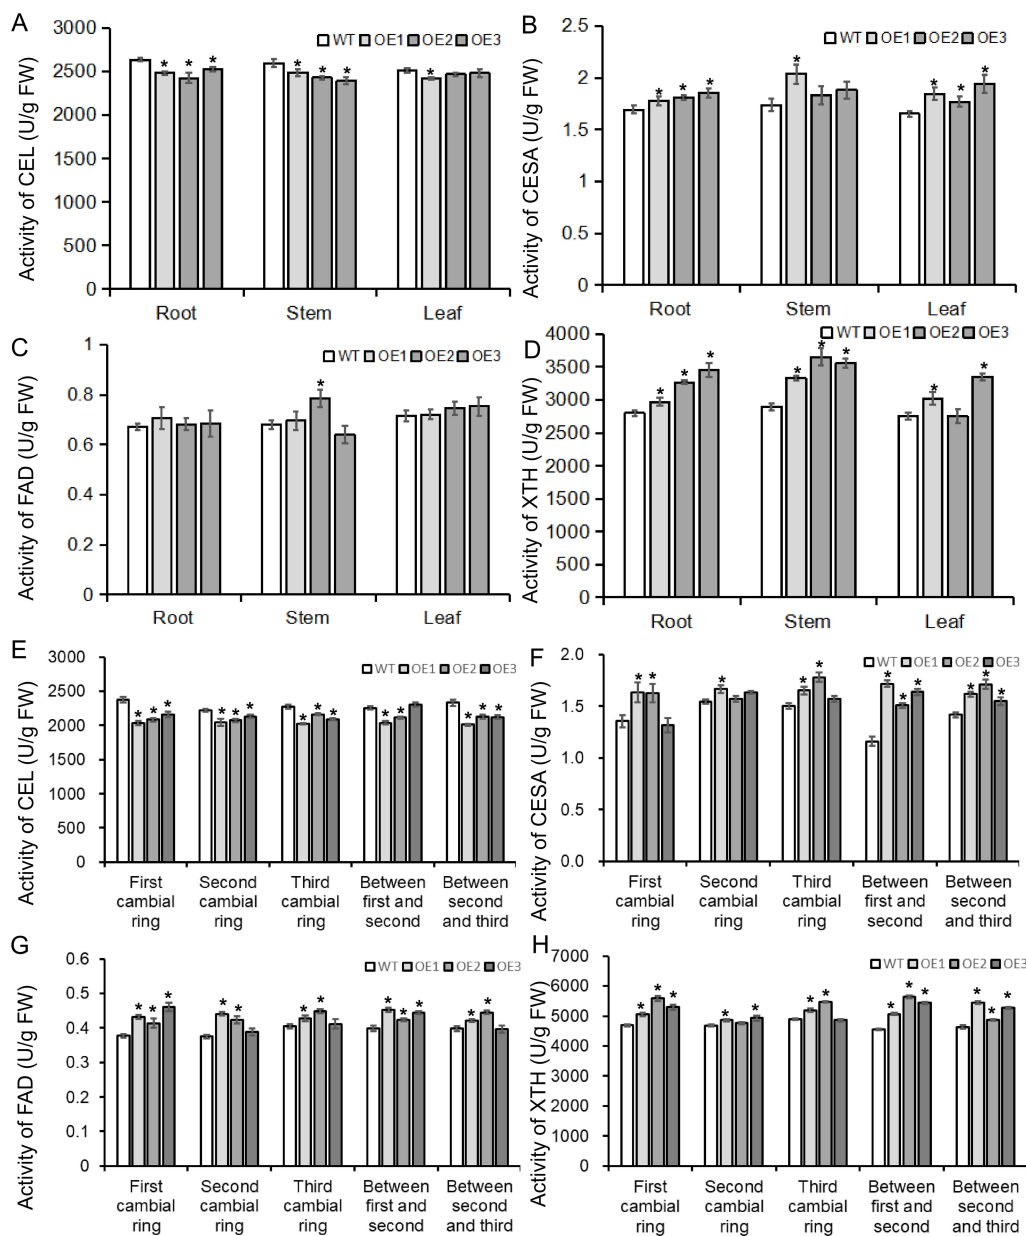 A
Activity of CEL (U/g FW)
3000
2500
2000
1500
1000
500
0
WT OE1 OE2 OE3
* * *
* * *
*
Root Stem Leaf
B
Activity of CESA (U/g FW)
2.5
2
1.5
1
0.5
0
WT OE1 OE2 OE3
* * *
*
* * *
Root Stem Leaf
C
Activity of FAD (U/g FW)
1
0.8
0.6
0.4
0.2
0
WT OE1 OE2 OE3
*
Root Stem Leaf
D
Activity of XTH (U/g FW)
4000
3500
3000
2500
2000
1500
1000
500
0
WT OE1 OE2 OE3
* * *
* * *
* *
Root Stem Leaf
E
Activity of CEL (U/g FW)
3000
2500
2000
1500
1000
500
0
WT OE1 OE2 OE3
* * *
* * *
* * *
* *
* * *
First Second Third Between Between
cambial cambial cambial first and second
ring ring ring second and third
F
Activity of CESA (U/g FW)
2.0
1.5
1.0
0.5
0.0
WT OE1 OE2 OE3
* *
*
* *
* * *
* * *
First Second Third Between Between
cambial cambial cambial first and second
ring ring ring second and third
G
Activity of FAD (U/g FW)
0.6
0.5
0.4
0.3
0.2
0.1
0
WT OE1 OE2 OE3
* * *
* *
* *
* * *
* *
First Second Third Between Between
cambial cambial cambial first and second
ring ring ring second and third
H
Activity of XTH (U/g FW)
7000
6000
5000
4000
3000
2000
1000
0
WT OE1 OE2 OE3
* * *
* *
* *
* * *
* * *
First Second Third Between Between
cambial cambial cambial first and second
ring ring ring second and third